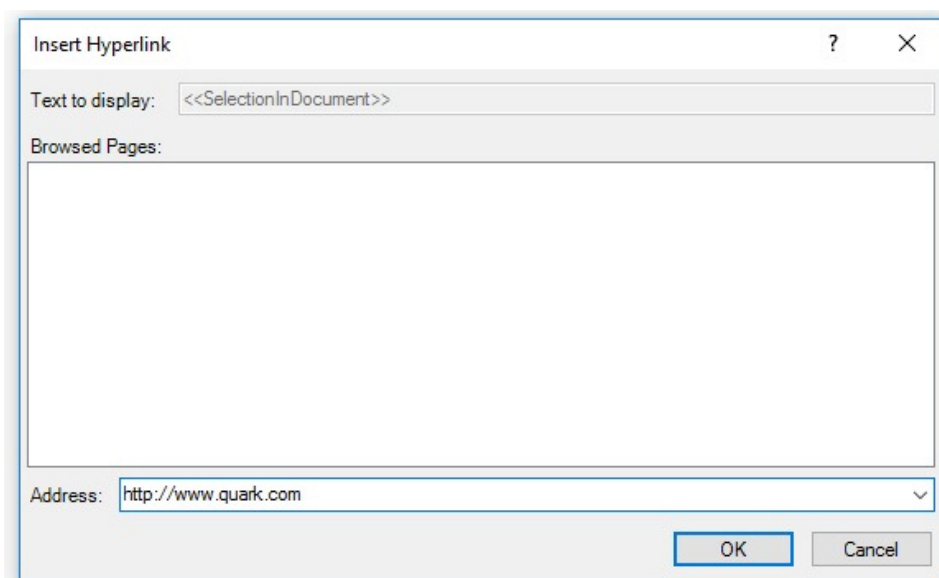 Insert Hyperlink ?
Text to display: <<SelectionInDocument>>
Browsed Pages:
Address: http://www.quark.com
OK Cancel